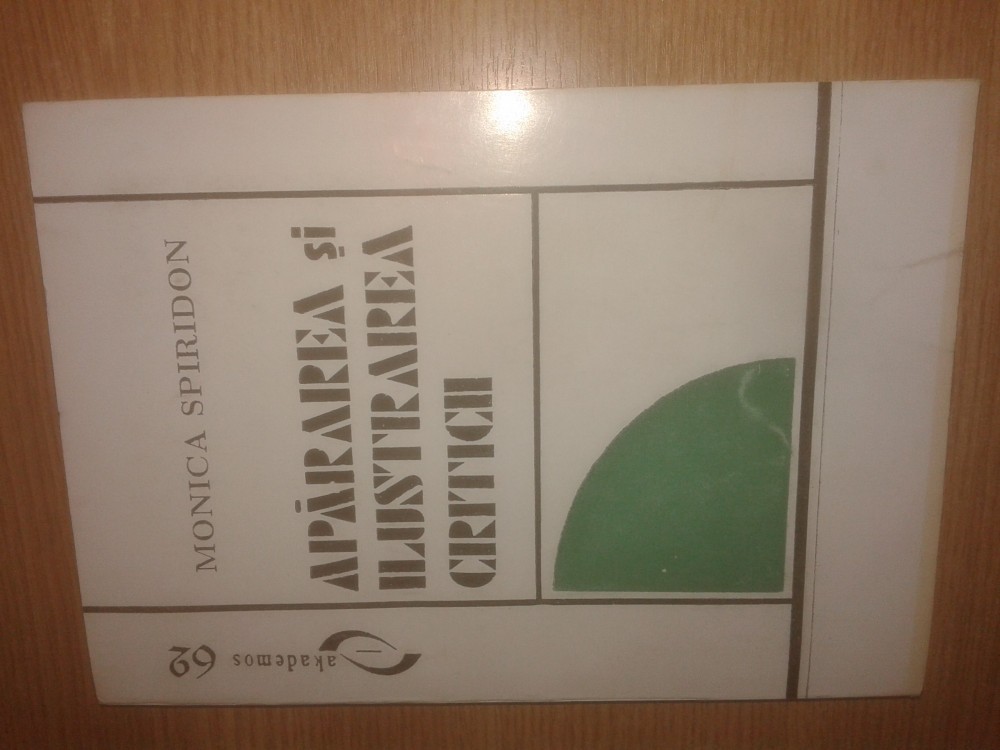 MONICA SPIRIDON
APĂRAREA și
ILUSTRAREA
CRITICII
akademos
62